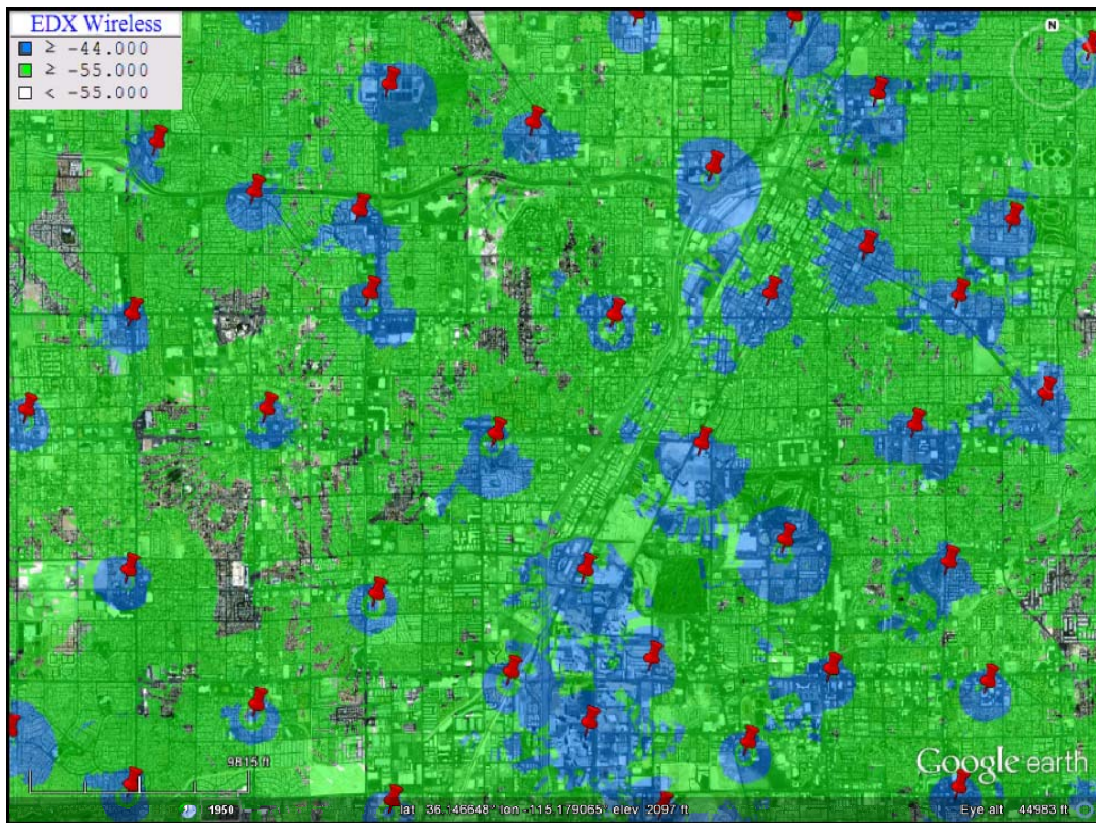 EDX Wireless
≥ -44.000
≥ -55.000
< -55.000
N
9815 ft
Google earth
1950
lat 36.146648° lon -115.179065° elev 2097 ft
Eye alt 44983 ft